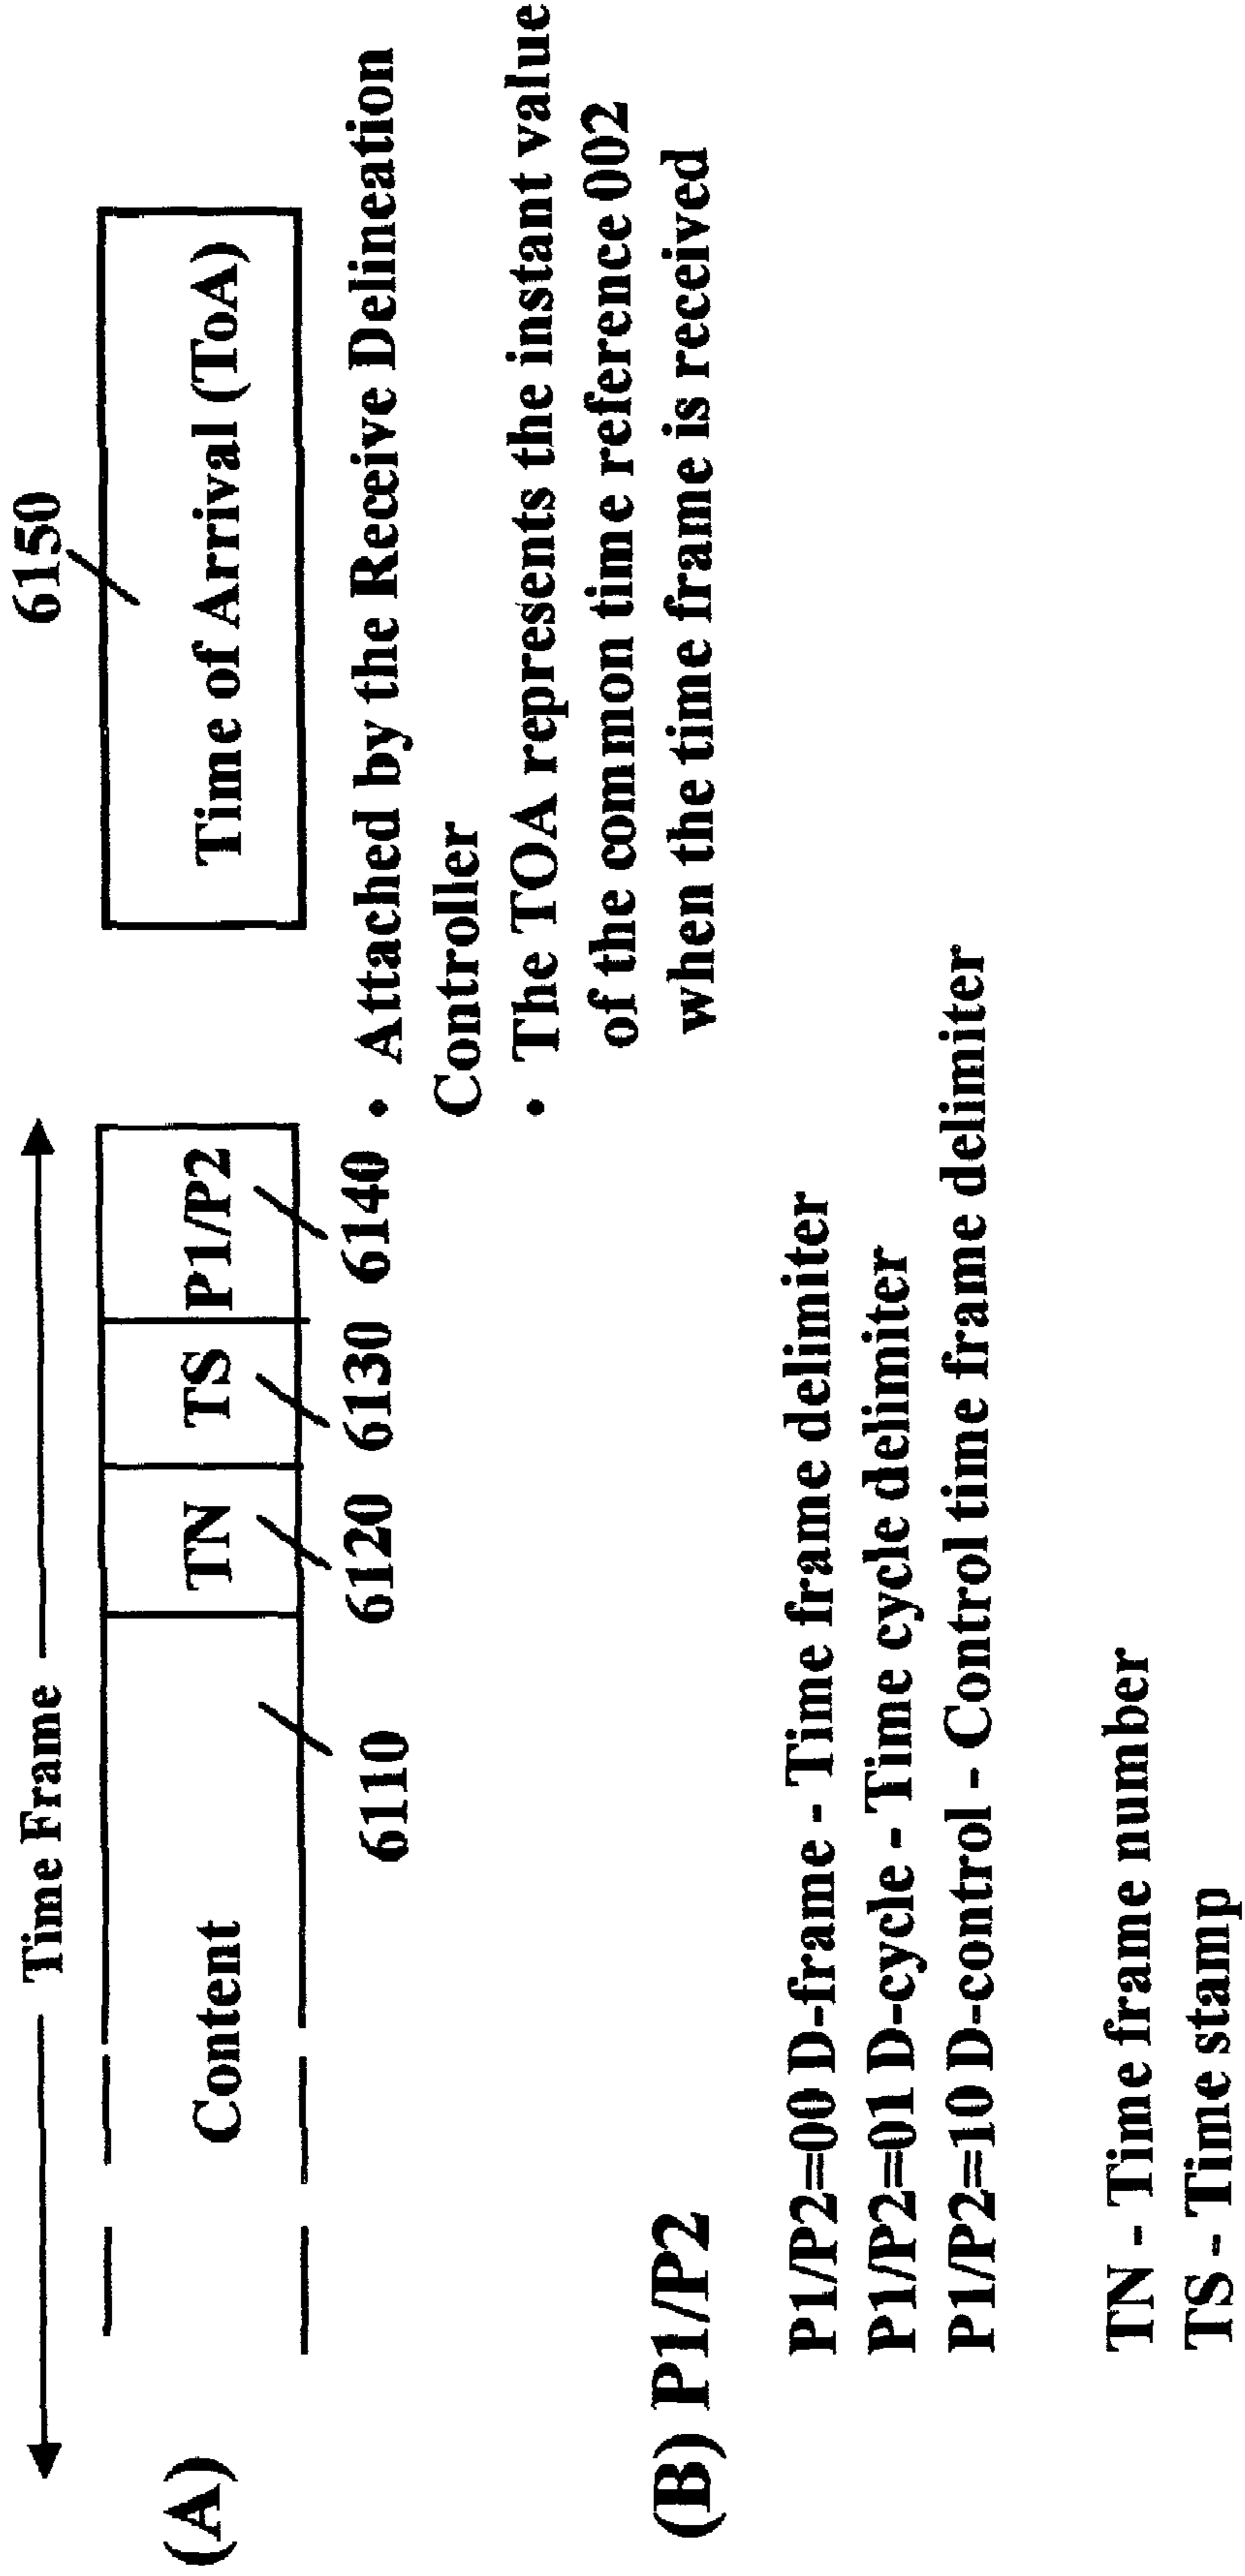 Time Frame
6150
(A)
Content
TN
TS
P1/P2
Time of Arrival (ToA)
6110
6120
6130
6140
• Attached by the Receive Delineation
Controller
• The TOA represents the instant value
of the common time reference 002
when the time frame is received
(B) P1/P2
P1/P2=00 D-frame - Time frame delimiter
P1/P2=01 D-cycle - Time cycle delimiter
P1/P2=10 D-control - Control time frame delimiter
TN - Time frame number
TS - Time stamp